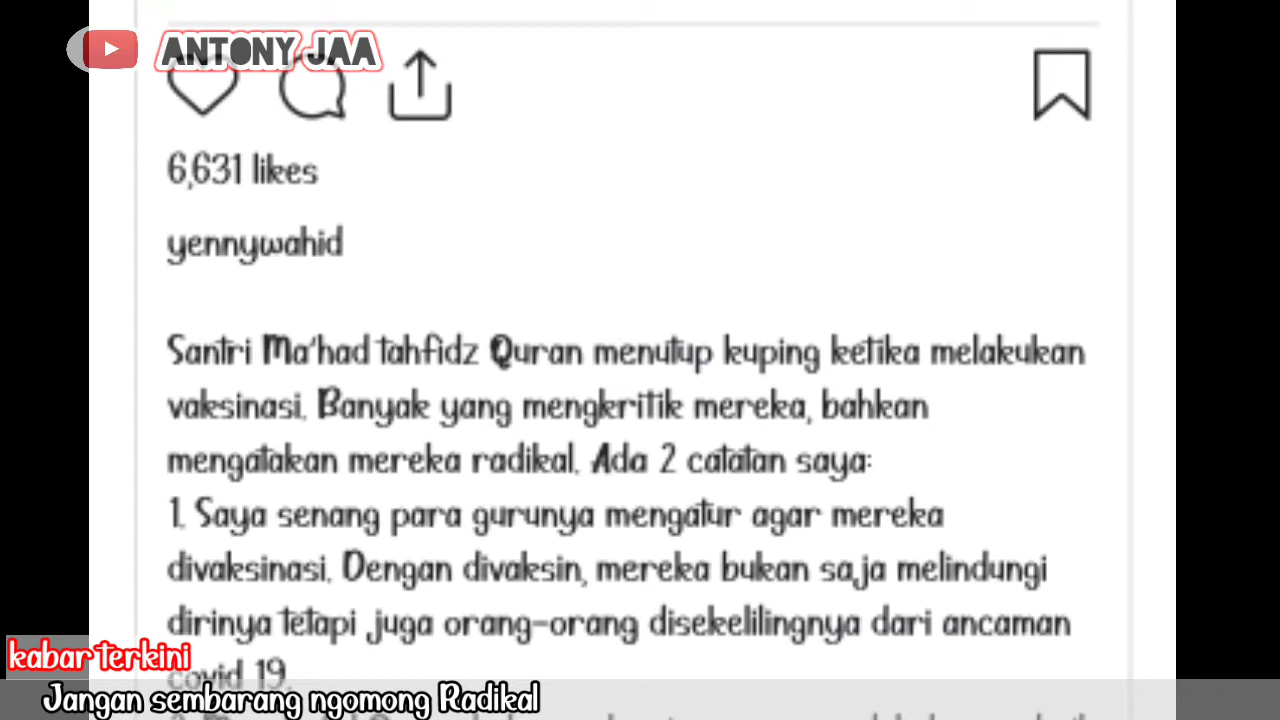 ANTONY JAA
6,631 likes
yennywahid
Santri Ma'had tahfidz Quran menutup kuping ketika melakukan
vaksinasi. Banyak yang mengkritik mereka, bahkan
mengatakan mereka radikal. Ada 2 catatan saya:
1. Saya senang para gurunya mengatur agar mereka
divaksinasi. Dengan divaksin, mereka bukan saja melindungi
dirinya tetapi juga orang-orang disekelilingnya dari ancaman
covid 19.
kabar terkini
Jangan sembarang ngomong Radikal